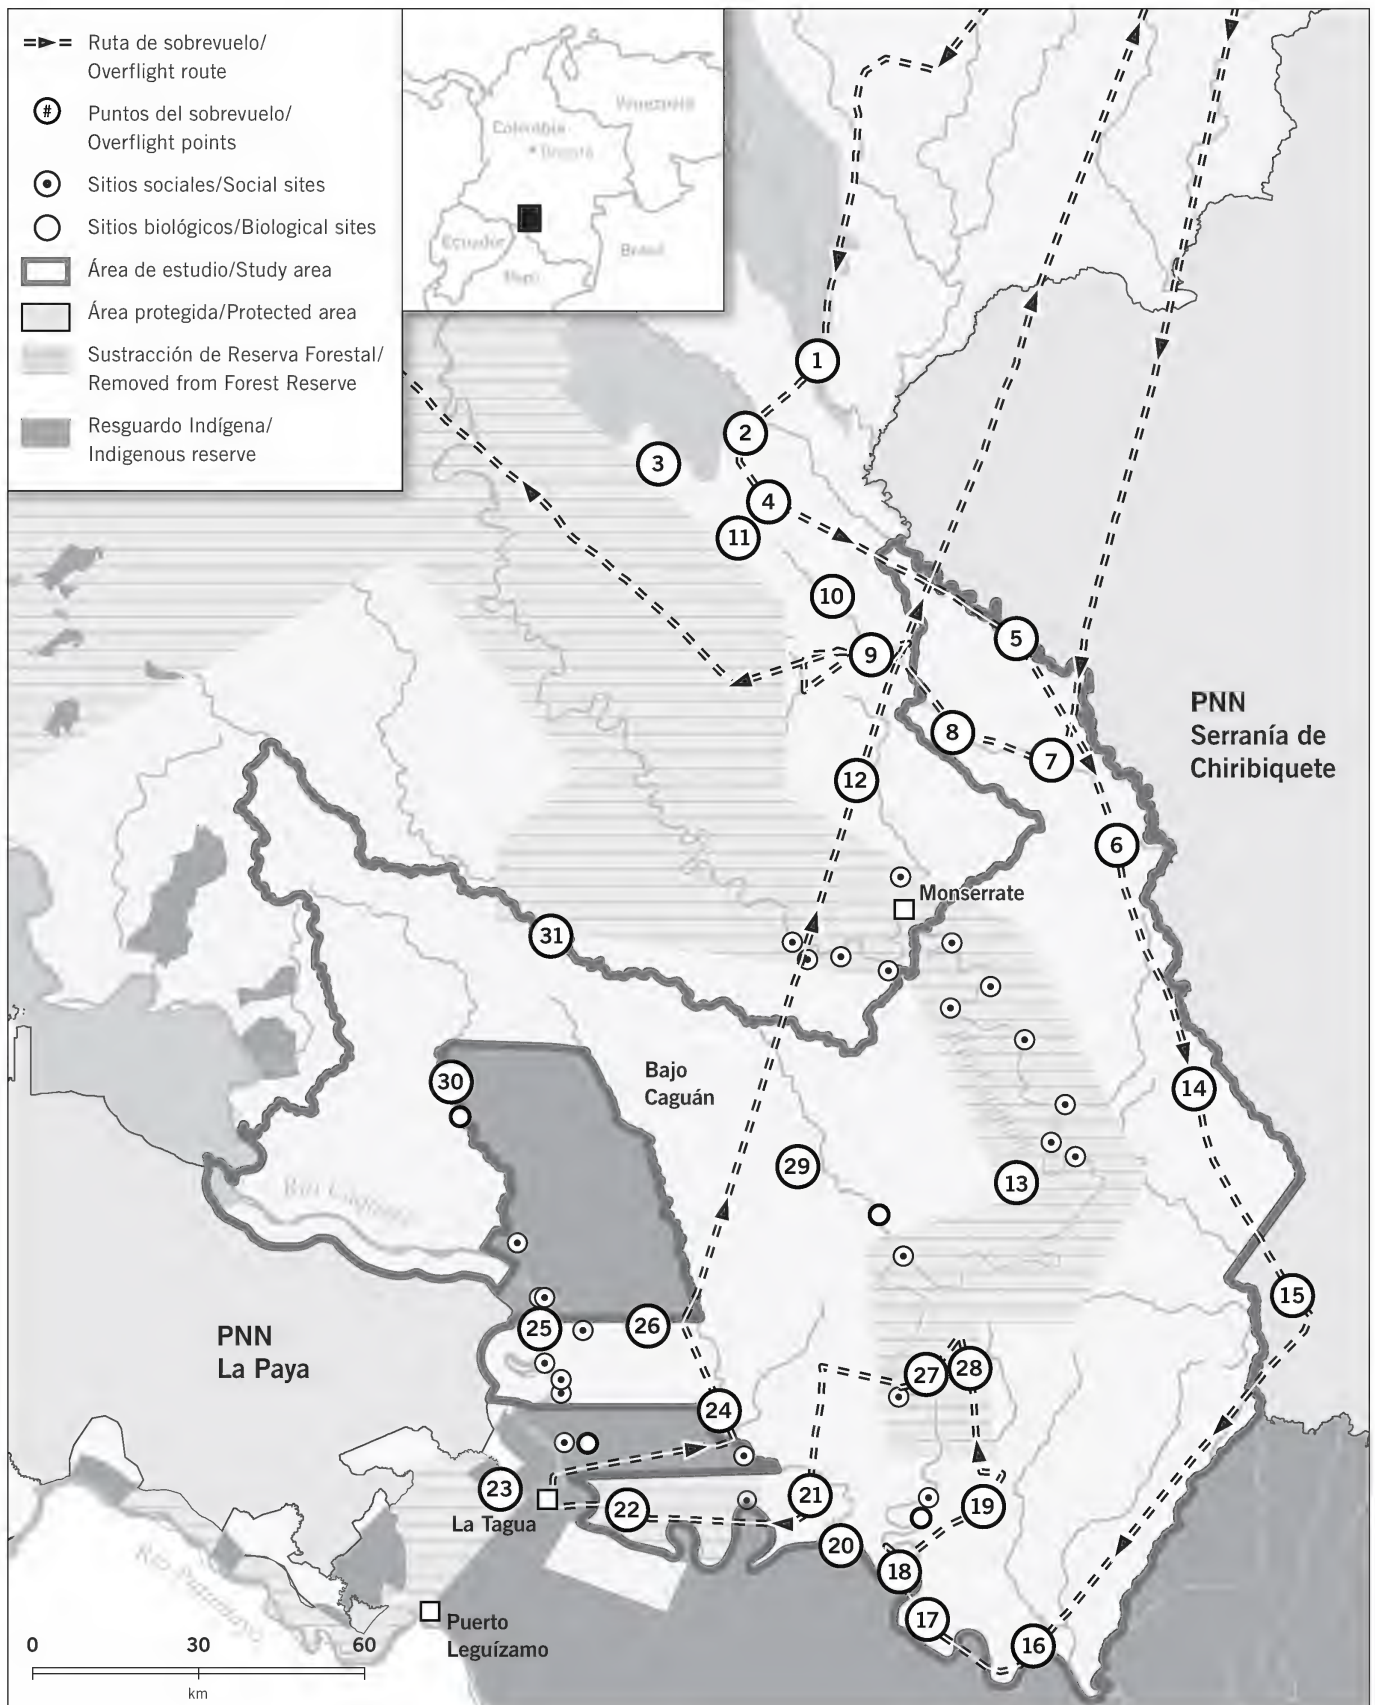 Ruta de sobrevuelo/
Overflight route
#
Puntos del sobrevuelo/
Overflight points
Sitios sociales/Social sites
Sitios biológicos/Biological sites
Área de estudio/Study area
Área protegida/Protected area
Sustracción de Reserva Forestal/
Removed from Forest Reserve
Resguardo Indígena/
Indigenous reserve
Venezuela
Colombia
Bogotá
Ecuador
Brasil
Perú
1
2
3
4
11
10
5
9
8
7
12
6
PNN
Serranía de
Chiribiquete
Monserrate
31
30
Bajo
Caguán
14
29
13
Río Caguán
15
25
26
PNN
La Paya
27
28
24
23
22
21
19
La Tagua
20
18
Río Putumayo
17
16
Puerto
Leguízamo
0
30
60
km